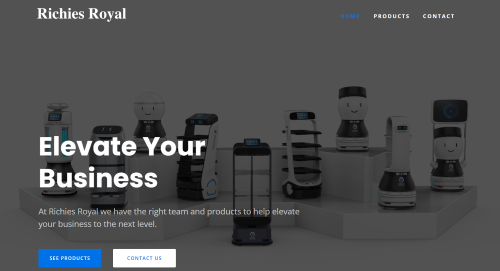 Richies Royal
HOME PRODUCTS CONTACT
Elevate Your
Business
At Richies Royal we have the right team and products to help elevate
your business to the next level.
SEE PRODUCTS CONTACT US